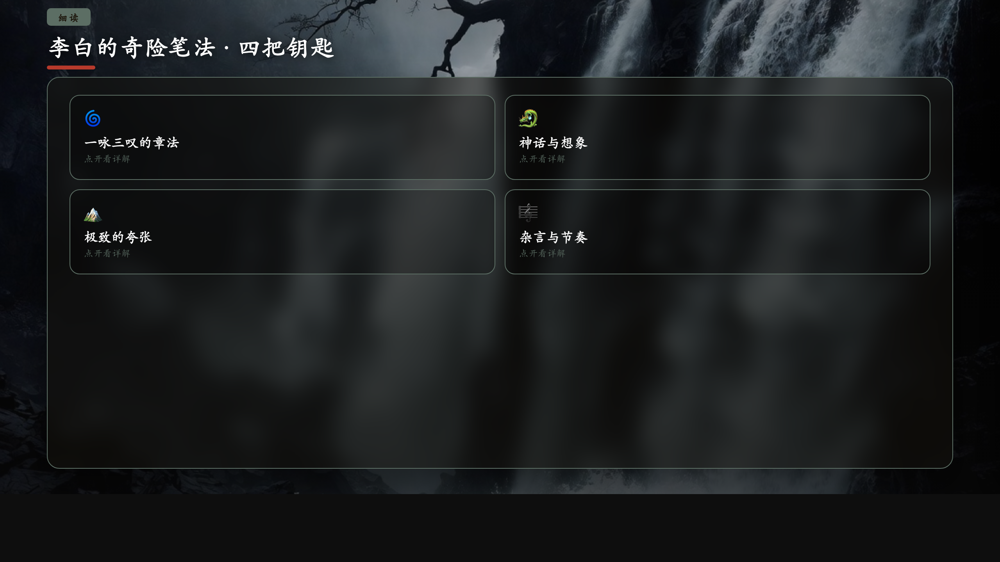 细读
李白的奇险笔法 · 四把钥匙
一咏三叹的章法
点开看详解
神话与想象
点开看详解
极致的夸张
点开看详解
杂言与节奏
点开看详解